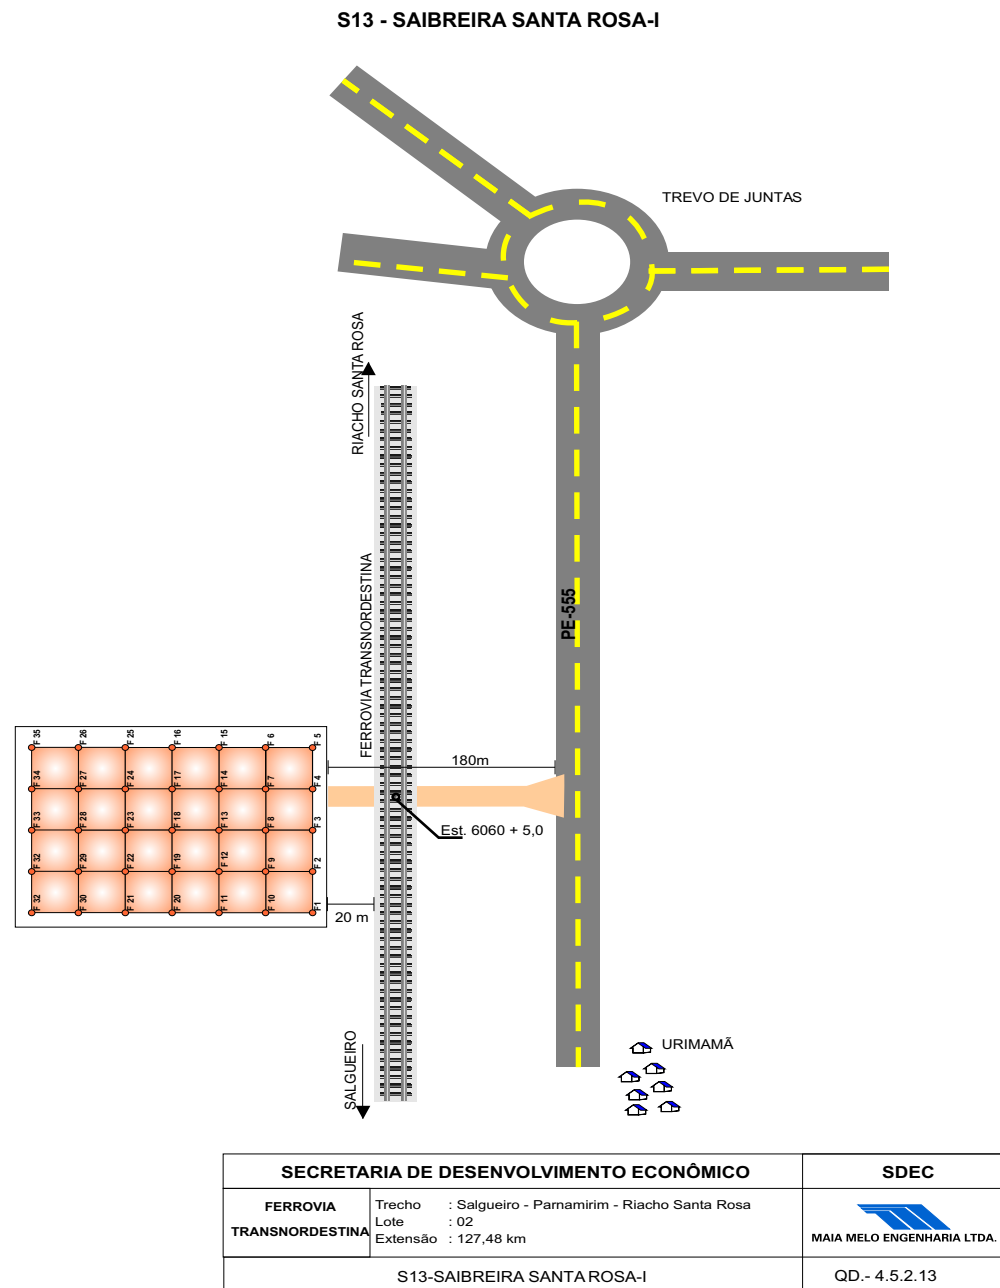 S13 - SAIBREIRA SANTA ROSA-I
TREVO DE JUNTAS
RIACHO SANTA ROSA
FERROVIA TRANSNORDESTINA
PE-555
F 35
F 26
F 25
F 16
F 15
F 6
F 5
F 34
F 27
F 24
F 17
F 14
F 7
F 4
F 33
F 28
F 23
F 18
F 13
F 8
F 3
F 32
F 29
F 22
F 19
F 12
F 9
F 2
F 32
F 30
F 21
F 20
F 11
F 10
F1
180m
Est. 6060 + 5,0
20 m
SALGUEIRO
URIMAMÃ
SECRETARIA DE DESENVOLVIMENTO ECONÔMICO
SDEC
FERROVIA
TRANSNORDESTINA
Trecho : Salgueiro - Parnamirim - Riacho Santa Rosa
Lote : 02
Extensão : 127,48 km
MAIA MELO ENGENHARIA LTDA.
S13-SAIBREIRA SANTA ROSA-I
QD.- 4.5.2.13